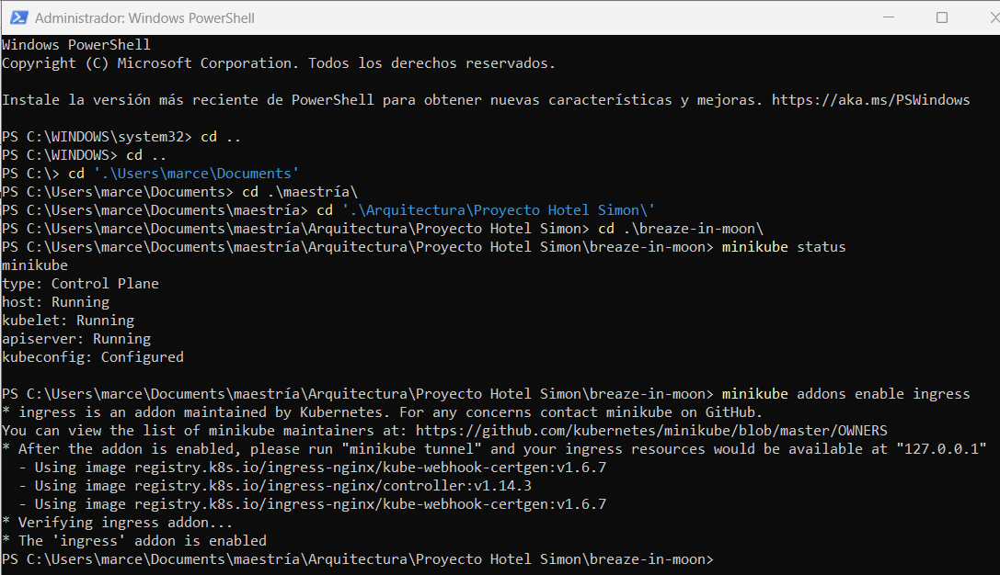 Administrador: Windows PowerShell
Windows PowerShell
Copyright (C) Microsoft Corporation. Todos los derechos reservados.
Instale la versión más reciente de PowerShell para obtener nuevas características y mejoras. https://aka.ms/PSWindows
PS C:\WINDOWS\system32> cd ..
PS C:\WINDOWS> cd ..
PS C:\> cd '.\Users\marce\Documents'
PS C:\Users\marce\Documents> cd .\maestría\
PS C:\Users\marce\Documents\maestría> cd '.\Arquitectura\Proyecto Hotel Simon\'
PS C:\Users\marce\Documents\maestría\Arquitectura\Proyecto Hotel Simon> cd .\breaze-in-moon\
PS C:\Users\marce\Documents\maestría\Arquitectura\Proyecto Hotel Simon\breaze-in-moon> minikube status
minikube
type: Control Plane
host: Running
kubelet: Running
apiserver: Running
kubeconfig: Configured
PS C:\Users\marce\Documents\maestría\Arquitectura\Proyecto Hotel Simon\breaze-in-moon> minikube addons enable ingress
* ingress is an addon maintained by Kubernetes. For any concerns contact minikube on GitHub.
You can view the list of minikube maintainers at: https://github.com/kubernetes/minikube/blob/master/OWNERS
* After the addon is enabled, please run "minikube tunnel" and your ingress resources would be available at "127.0.0.1"
  - Using image registry.k8s.io/ingress-nginx/kube-webhook-certgen:v1.6.7
  - Using image registry.k8s.io/ingress-nginx/controller:v1.14.3
  - Using image registry.k8s.io/ingress-nginx/kube-webhook-certgen:v1.6.7
* Verifying ingress addon...
* The 'ingress' addon is enabled
PS C:\Users\marce\Documents\maestría\Arquitectura\Proyecto Hotel Simon\breaze-in-moon>